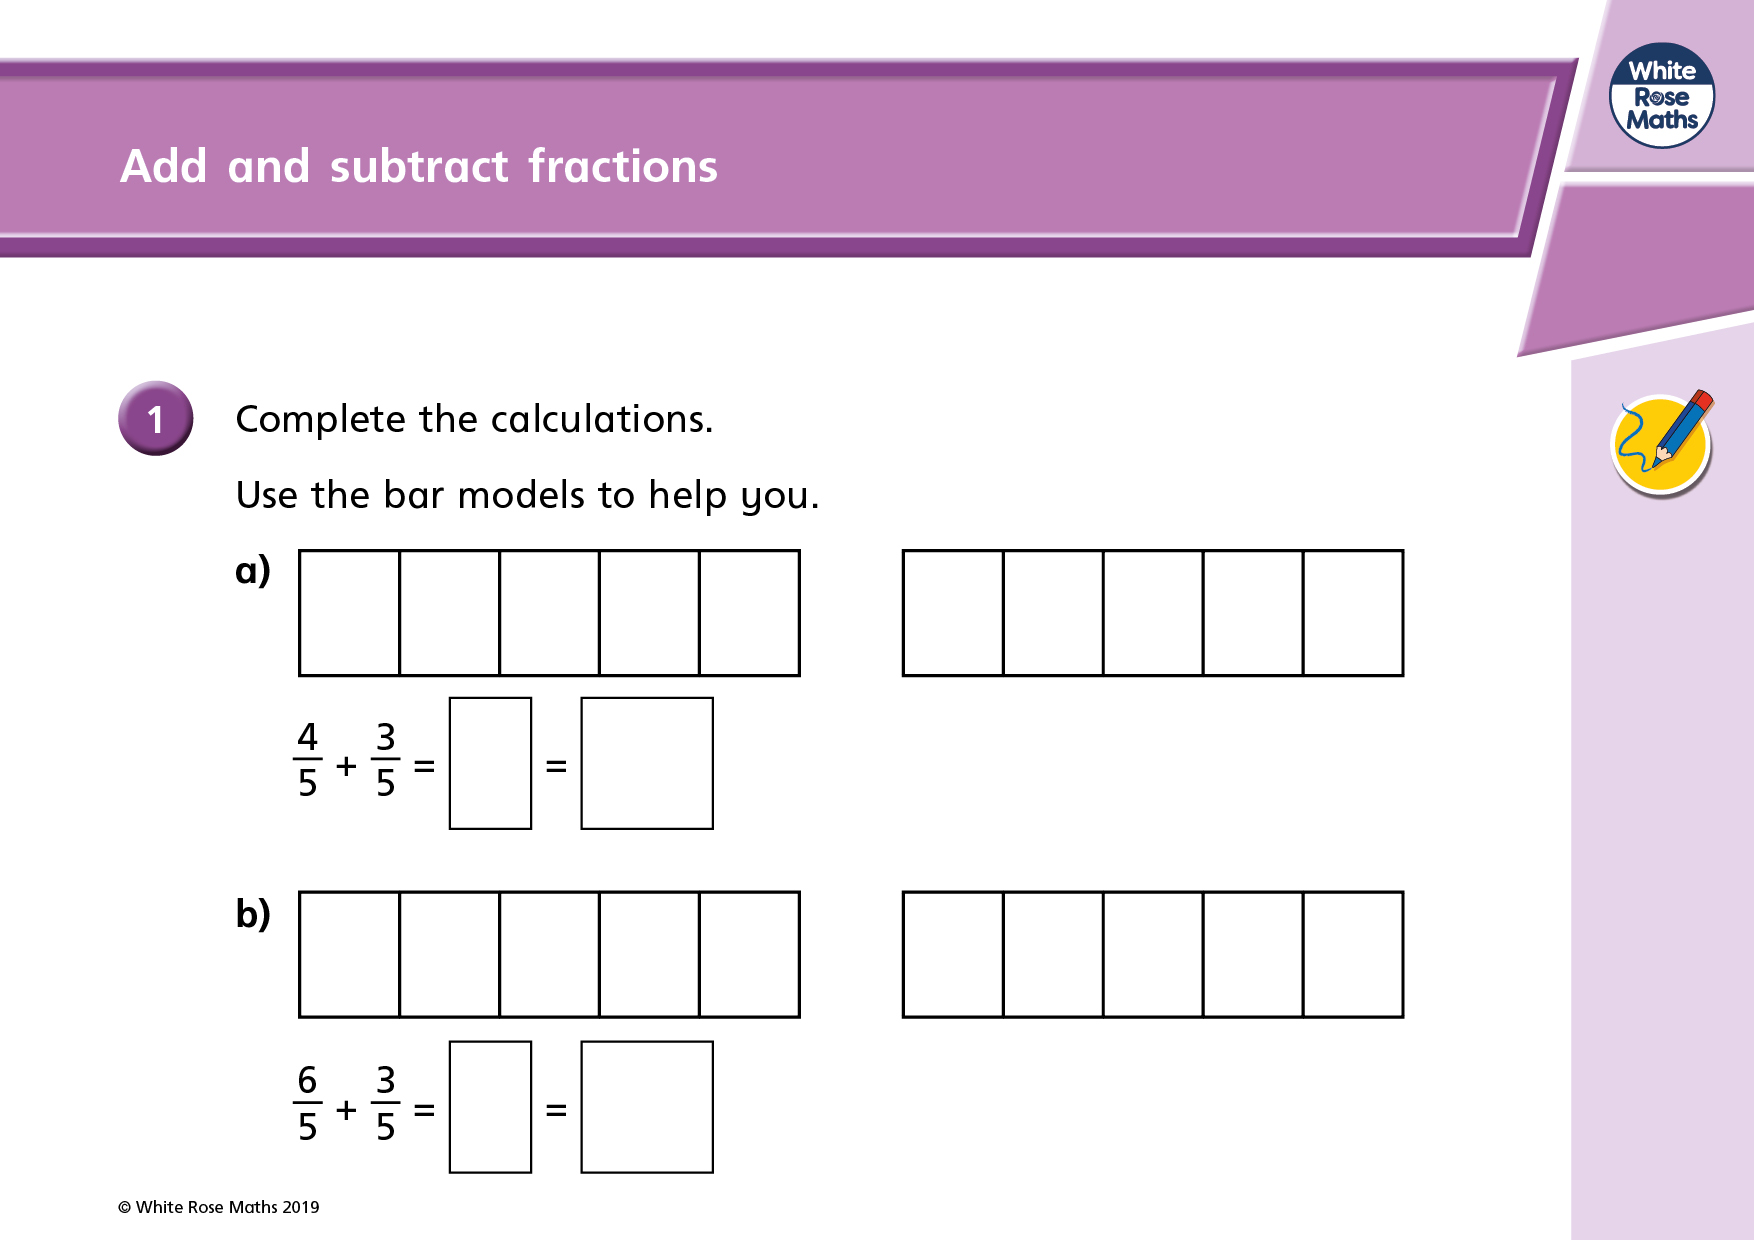 White
Rose
Maths
Add and subtract fractions
1 Complete the calculations.
Use the bar models to help you.
a)
4/5 + 3/5 = =
b)
6/5 + 3/5 = =
© White Rose Maths 2019